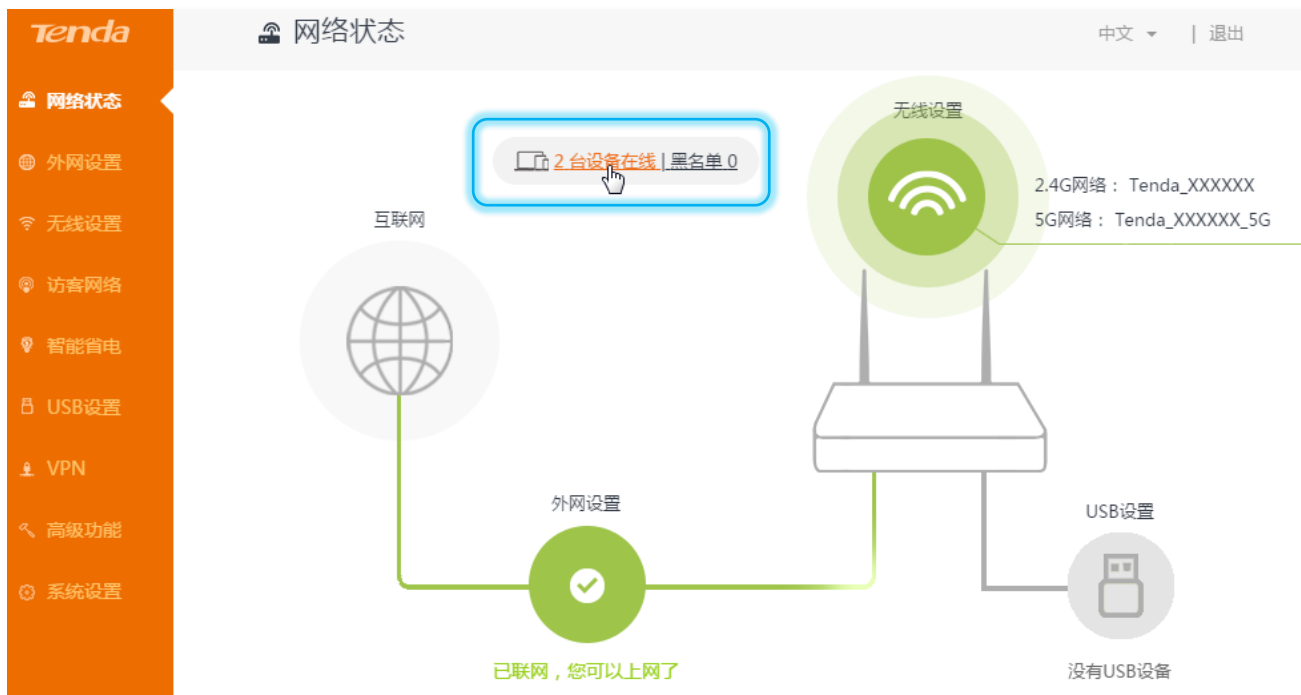 Tenda
网络状态
中文 | 退出
网络状态
外网设置
无线设置
访客网络
智能省电
USB设置
VPN
高级功能
系统设置
2 台设备在线 | 黑名单 0
无线设置
2.4G网络： Tenda_XXXXXX
5G网络： Tenda_XXXXXX_5G
互联网
外网设置
已联网，您可以上网了
USB设置
没有USB设备